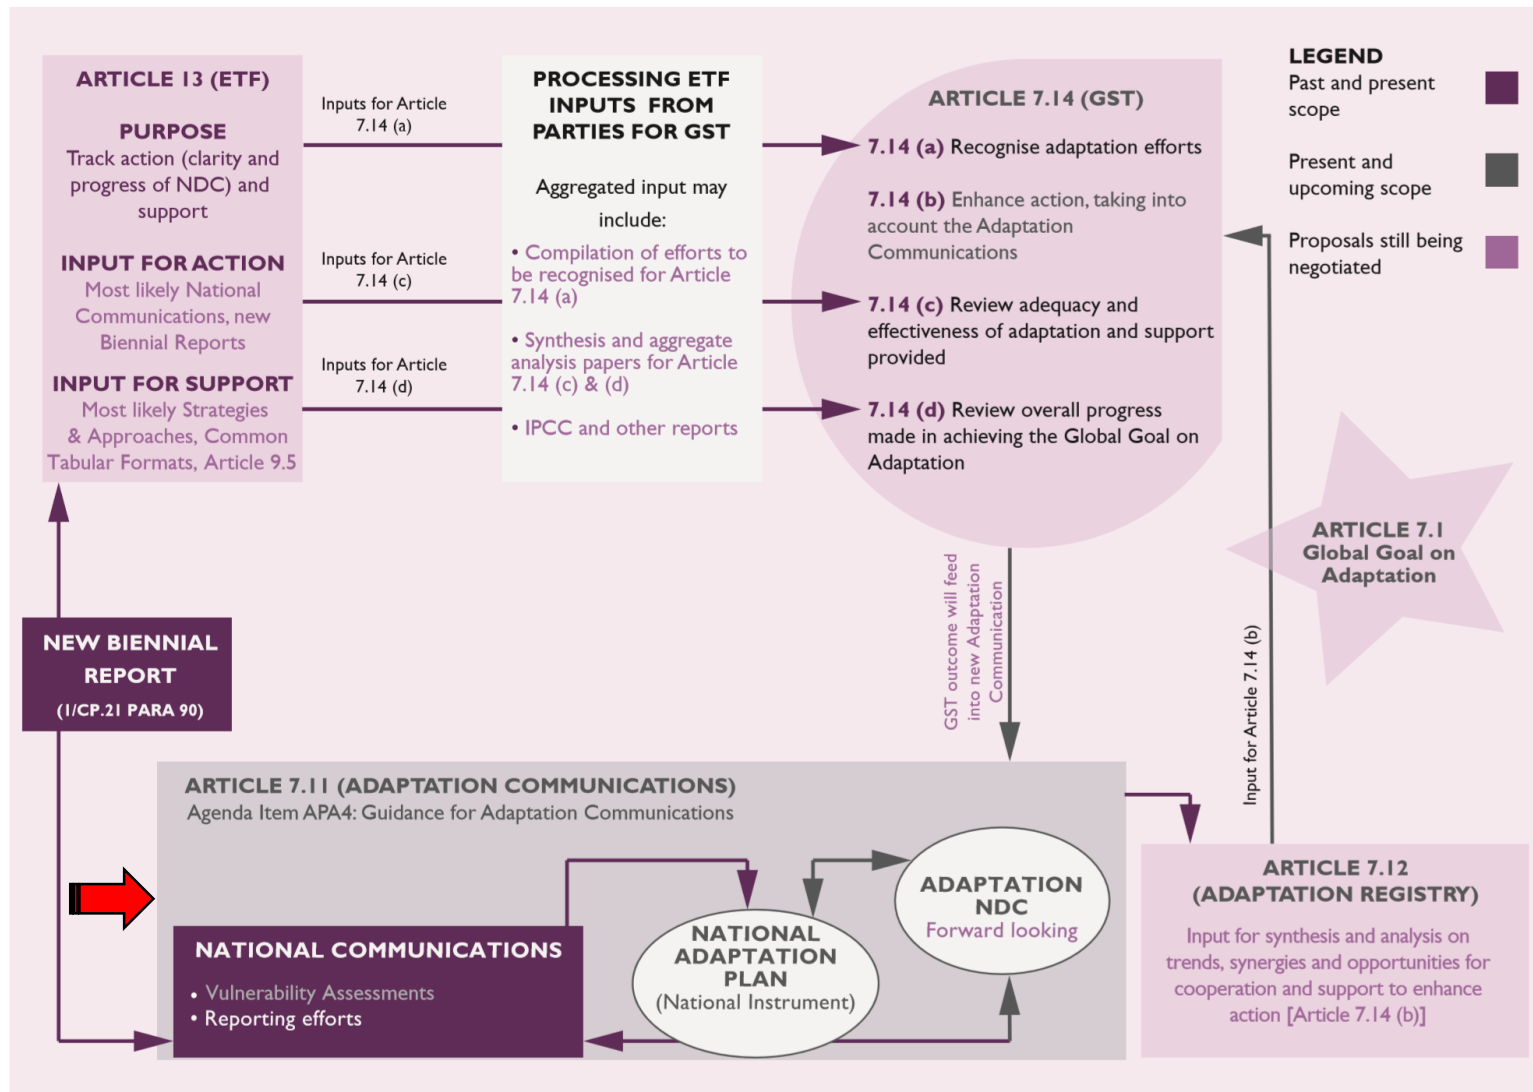 ARTICLE 13 (ETF)
PURPOSE
Track action (clarity and
progress of NDC) and
support
INPUT FOR ACTION
Most likely National
Communications, new
Biennial Reports
INPUT FOR SUPPORT
Most likely Strategies
& Approaches, Common
Tabular Formats, Article 9.5
Inputs for Article
7.14 (a)
Inputs for Article
7.14 (c)
Inputs for Article
7.14 (d)
PROCESSING ETF
INPUTS FROM
PARTIES FOR GST
Aggregated input may
include:
• Compilation of efforts to
be recognised for Article
7.14 (a)
• Synthesis and aggregate
analysis papers for Article
7.14 (c) & (d)
• IPCC and other reports
ARTICLE 7.14 (GST)
7.14 (a) Recognise adaptation efforts
7.14 (b) Enhance action, taking into
account the Adaptation
Communications
7.14 (c) Review adequacy and
effectiveness of adaptation and support
provided
7.14 (d) Review overall progress
made in achieving the Global Goal on
Adaptation
LEGEND
Past and present
scope
Present and
upcoming scope
Proposals still being
negotiated
ARTICLE 7.1
Global Goal on
Adaptation
GST outcome will feed
into new Adaptation
Communication
Input for Article 7.14 (b)
NEW BIENNIAL
REPORT
(1/CP.21 PARA 90)
ARTICLE 7.11 (ADAPTATION COMMUNICATIONS)
Agenda Item APA4: Guidance for Adaptation Communications
NATIONAL COMMUNICATIONS
• Vulnerability Assessments
• Reporting efforts
NATIONAL
ADAPTATION
PLAN
(National Instrument)
ADAPTATION
NDC
Forward looking
ARTICLE 7.12
(ADAPTATION REGISTRY)
Input for synthesis and analysis on
trends, synergies and opportunities for
cooperation and support to enhance
action [Article 7.14 (b)]